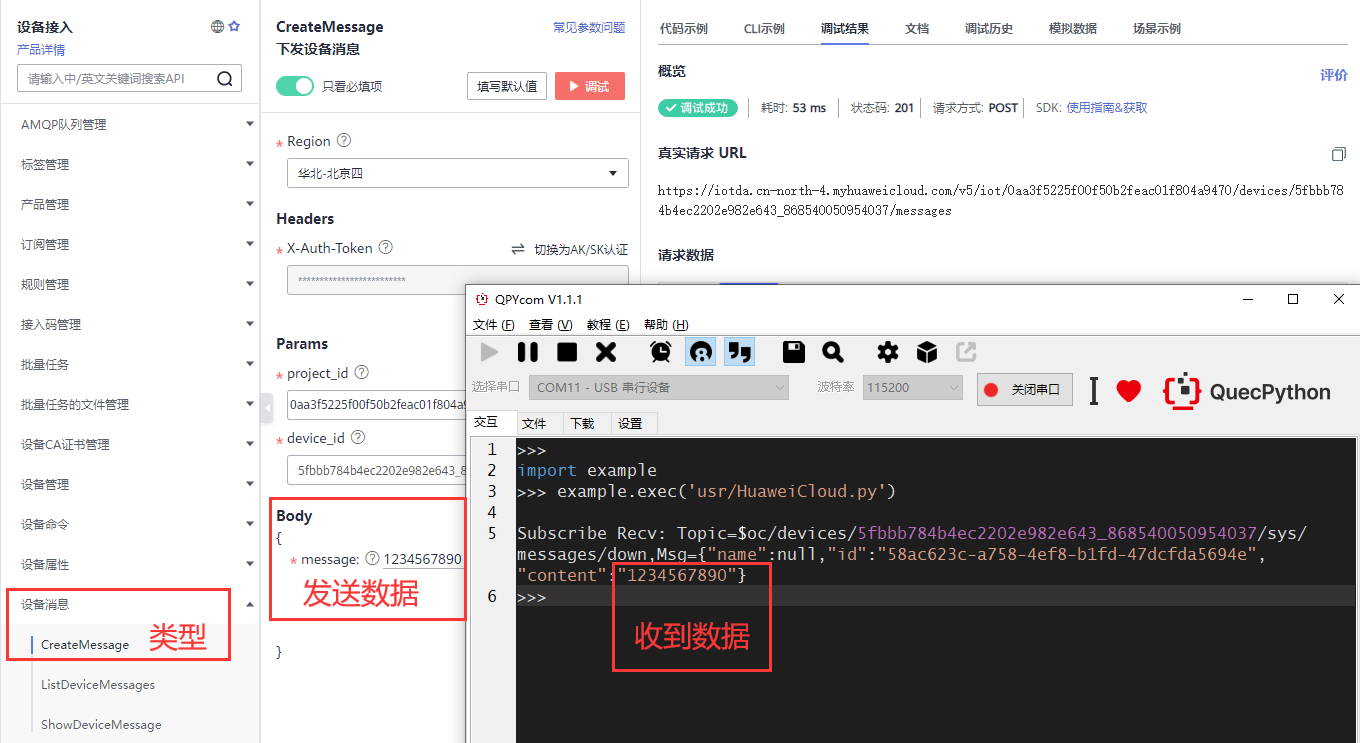 设备接入
产品详情
请输入中/英文关键词搜索API
AMQP队列管理
标签管理
产品管理
订阅管理
规则管理
接入码管理
批量任务
批量任务的文件管理
设备CA证书管理
设备管理
设备命令
设备属性
设备消息
CreateMessage
类型
ListDeviceMessages
ShowDeviceMessage
CreateMessage
常见参数问题
下发设备消息
只看必填项
填写默认值
调试
* Region
华北-北京四
Headers
* X-Auth-Token
切换为AK/SK认证
**************************
Params
* project_id
0aa3f5225f00f50b2feac01f804a9
* device_id
5fbbb784b4ec2202e982e643_8
Body
{
* message: 1234567890
发送数据
}
代码示例 CLI示例 调试结果 文档 调试历史 模拟数据 场景示例
概览
评价
调试成功 耗时: 53 ms 状态码: 201 请求方式: POST SDK: 使用指南&获取
真实请求 URL
https://iotda.cn-north-4.myhuaweicloud.com/v5/iot/0aa3f5225f00f50b2feac01f804a9470/devices/5fbbb78
4b4ec2202e982e643_868540050954037/messages
请求数据
QPYcom V1.1.1
文件 (F) 查看 (V) 教程 (E) 帮助 (H)
选择串口 COM11 - USB 串行设备 波特率 115200 关闭串口 QuecPython
交互 文件 下载 设置
1 >>>
2 import example
3 >>> example.exec('usr/HuaweiCloud.py')
4
5 Subscribe Recv: Topic=$oc/devices/5fbbb784b4ec2202e982e643_868540050954037/sys/
messages/down,Msg={"name":null,"id":"58ac623c-a758-4ef8-b1fd-47dcfda5694e",
"content":"1234567890"}
6 >>>
收到数据